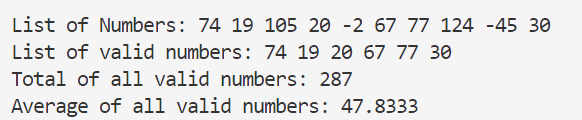 List of Numbers: 74 19 105 20 -2 67 77 124 -45 30
List of valid numbers: 74 19 20 67 77 30
Total of all valid numbers: 287
Average of all valid numbers: 47.8333